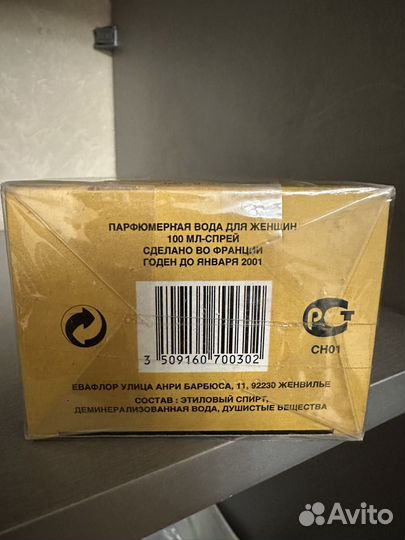 ПАРФЮМЕРНАЯ ВОДА ДЛЯ ЖЕНЩИН
100 МЛ-СПРЕЙ
СДЕЛАНО ВО ФРАНЦИИ
ГОДЕН ДО ЯНВАРЯ 2001
3 509160 700302
РСТ
CH01
ЕВАФЛОР УЛИЦА АНРИ БАРБЮСА, 11, 92230 ЖЕНВИЛЬЕ
СОСТАВ : ЭТИЛОВЫЙ СПИРТ,
ДЕМИНЕРАЛИЗОВАННАЯ ВОДА, ДУШИСТЫЕ ВЕЩЕСТВА
Avito